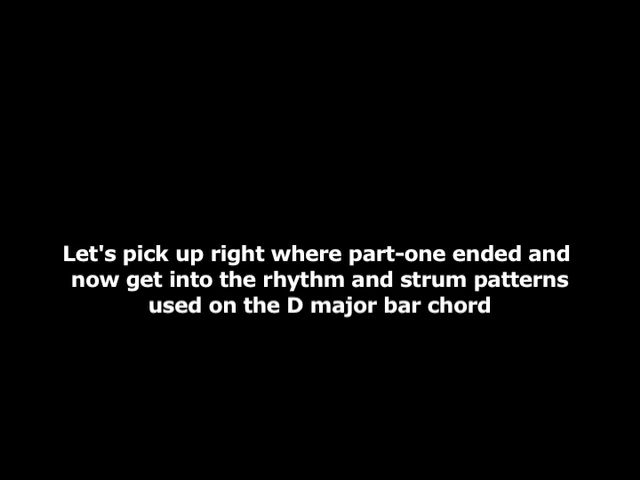 Let's pick up right where part-one ended and
now get into the rhythm and strum patterns
used on the D major bar chord